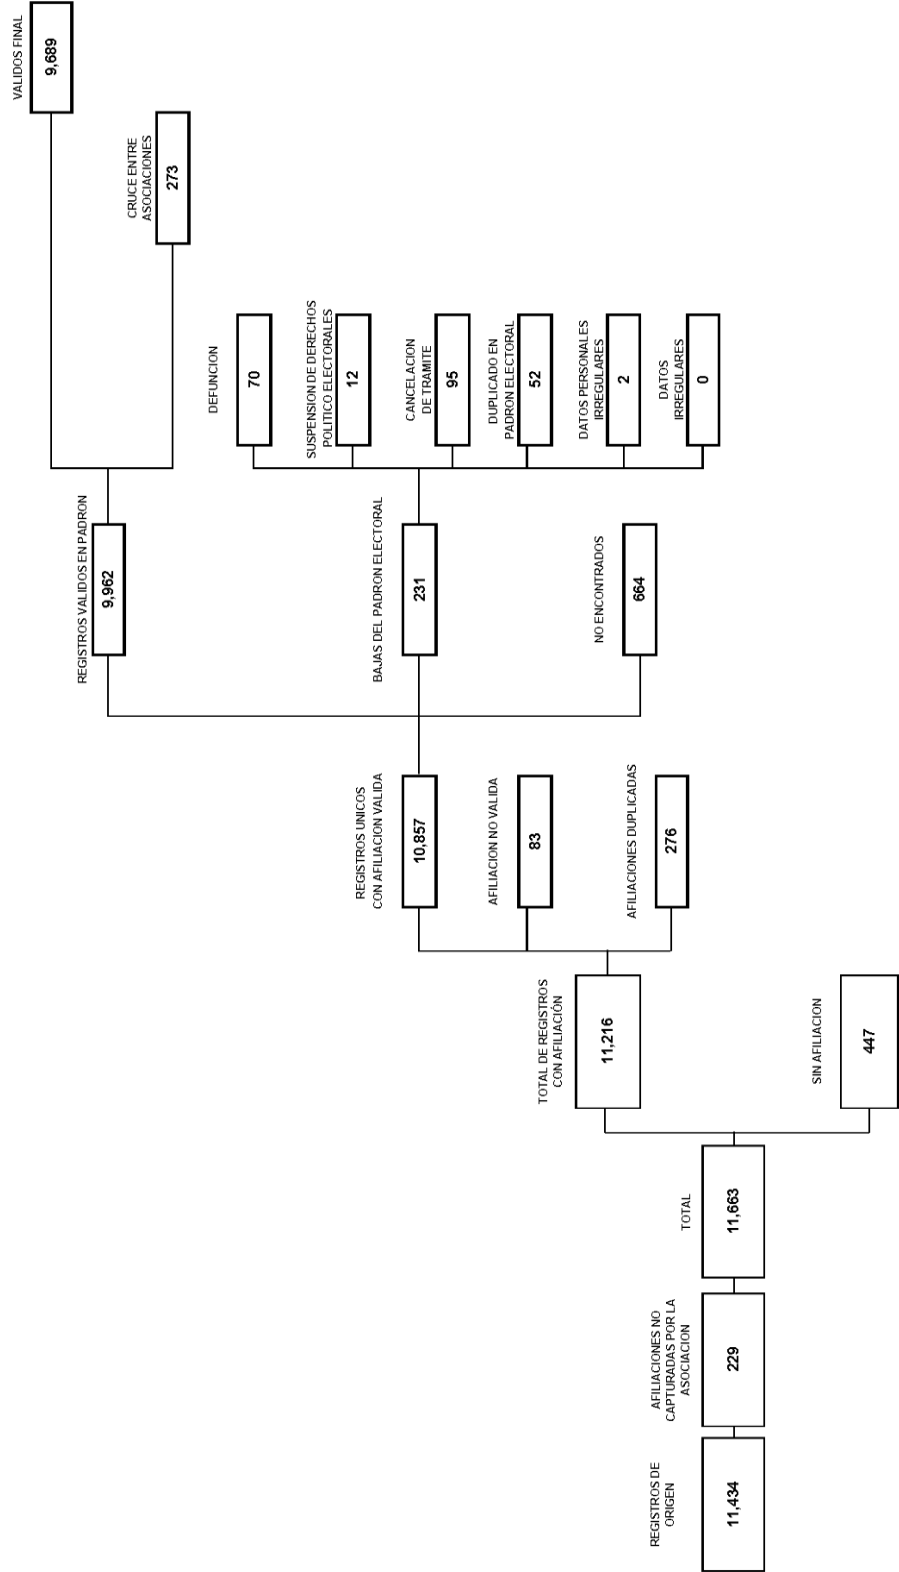 REGISTROS DE
ORIGEN
11,434
AFILIACIONES NO
CAPTURADAS POR LA
ASOCIACION
229
TOTAL
11,663
TOTAL DE REGISTROS
CON AFILIACIÓN
11,216
SIN AFILIACION
447
REGISTROS UNICOS
CON AFILIACION VALIDA
10,857
AFILIACION NO VALIDA
83
AFILIACIONES DUPLICADAS
276
REGISTROS VALIDOS EN PADRON
9,962
BAJAS DEL PADRON ELECTORAL
231
NO ENCONTRADOS
664
DEFUNCION
70
SUSPENSION DE DERECHOS
POLITICO ELECTORALES
12
CANCELACION
DE TRAMITE
95
DUPLICADO EN
PADRON ELECTORAL
52
DATOS PERSONALES
IRREGULARES
2
DATOS
IRREGULARES
0
VALIDOS FINAL
9,689
CRUCE ENTRE
ASOCIACIONES
273